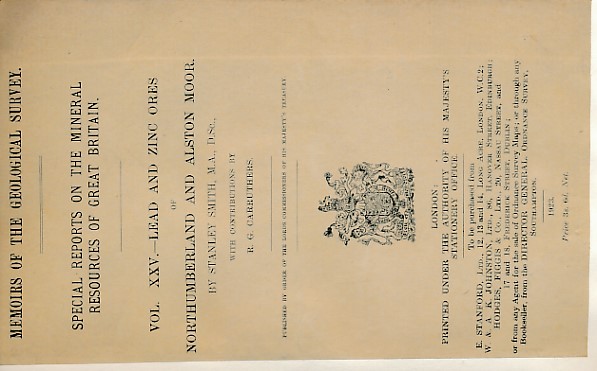 MEMOIRS OF THE GEOLOGICAL SURVEY.
SPECIAL REPORTS ON THE MINERAL
RESOURCES OF GREAT BRITAIN.
VOL. XXV.—LEAD AND ZINC ORES
OF
NORTHUMBERLAND AND ALSTON MOOR.
BY STANLEY SMITH, M.A., D.Sc.,
WITH CONTRIBUTIONS BY
R. G. CARRUTHERS.
PUBLISHED BY ORDER OF THE LORDS COMMISSIONERS OF HIS MAJESTY'S TREASURY
LONDON:
PRINTED UNDER THE AUTHORITY OF HIS MAJESTY'S
STATIONERY OFFICE
To be purchased from
E. STANFORD, LTD., 12, 13 and 14, LONG ACRE, LONDON, W.C.2;
W. & A. K. JOHNSTON, LTD., HANOVER STREET, EDINBURGH;
HODGES, FIGGIS & CO., LTD., 20, NASSAU STREET, and
17 and 18, FREDERICK STREET, DUBLIN;
or from any Agent for the sale of Ordnance Survey Maps; or through any
Bookseller, from the DIRECTOR GENERAL, ORDNANCE SURVEY,
SOUTHAMPTON.
1923.
Price 3s. 6d. Net.